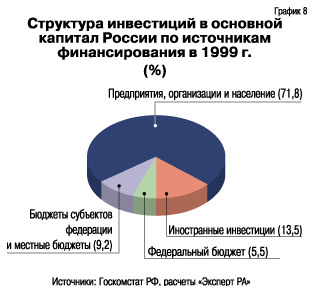 График 8
Структура инвестиций в основной
капитал России по источникам
финансирования в 1999 г.
(%)
Предприятия, организации и население (71,8)
Бюджеты субъектов
федерации
и местные бюджеты (9,2)
Иностранные инвестиции (13,5)
Федеральный бюджет (5,5)
Источники: Госкомстат РФ, расчеты «Эксперт РА»